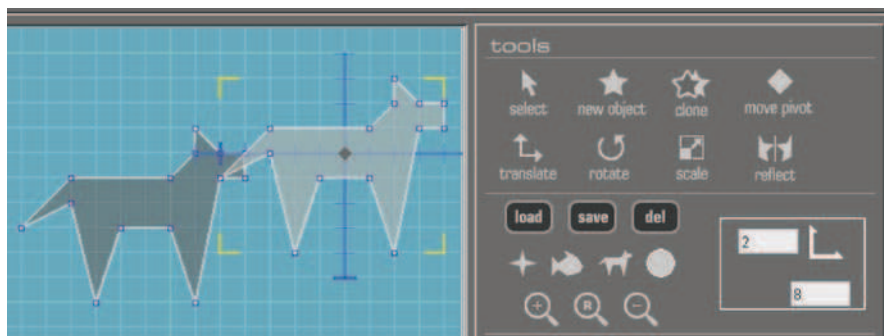 tools
select new object clone move pivot
translate rotate scale reflect
load save del
2
8
R